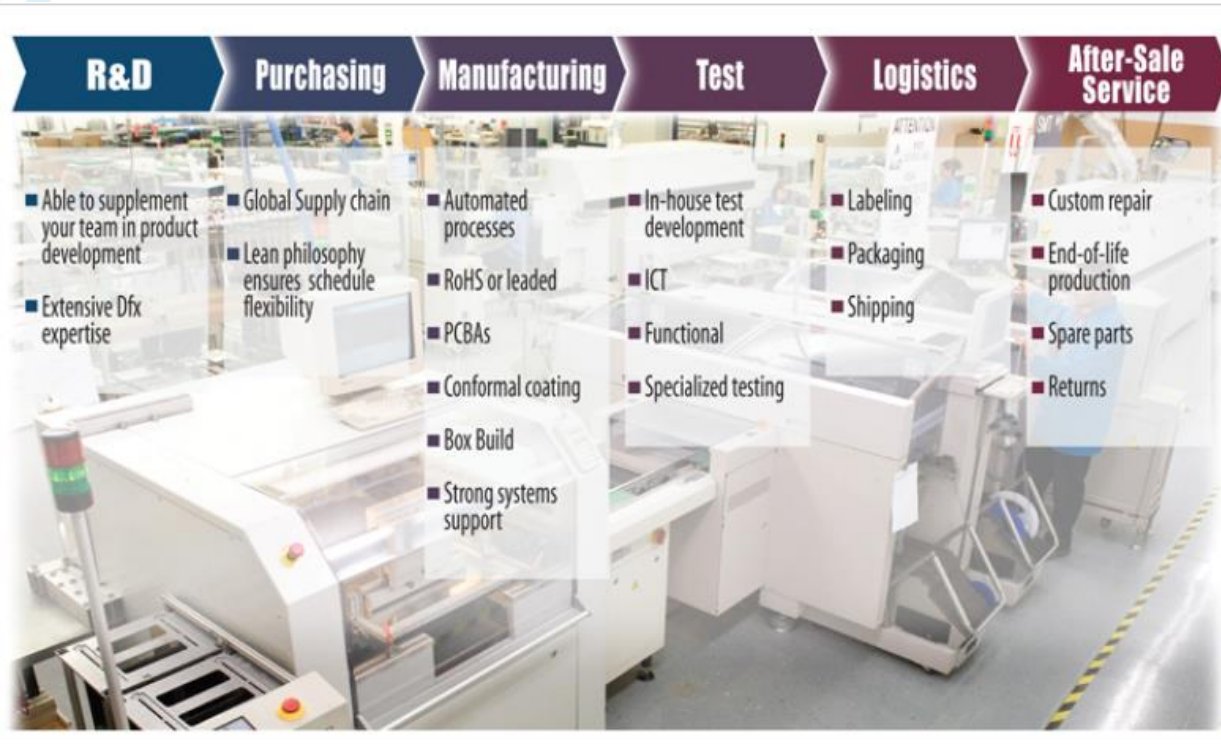 R&D
Purchasing
Manufacturing
Test
Logistics
After-Sale
Service
Able to supplement
your team in product
development
Extensive Dfx
expertise
Global Supply chain
Lean philosophy
ensures schedule
flexibility
Automated
processes
RoHS or leaded
PCBAs
Conformal coating
Box Build
Strong systems
support
In-house test
development
ICT
Functional
Specialized testing
Labeling
Packaging
Shipping
Custom repair
End-of-life
production
Spare parts
Returns
ATTENTION
SMT